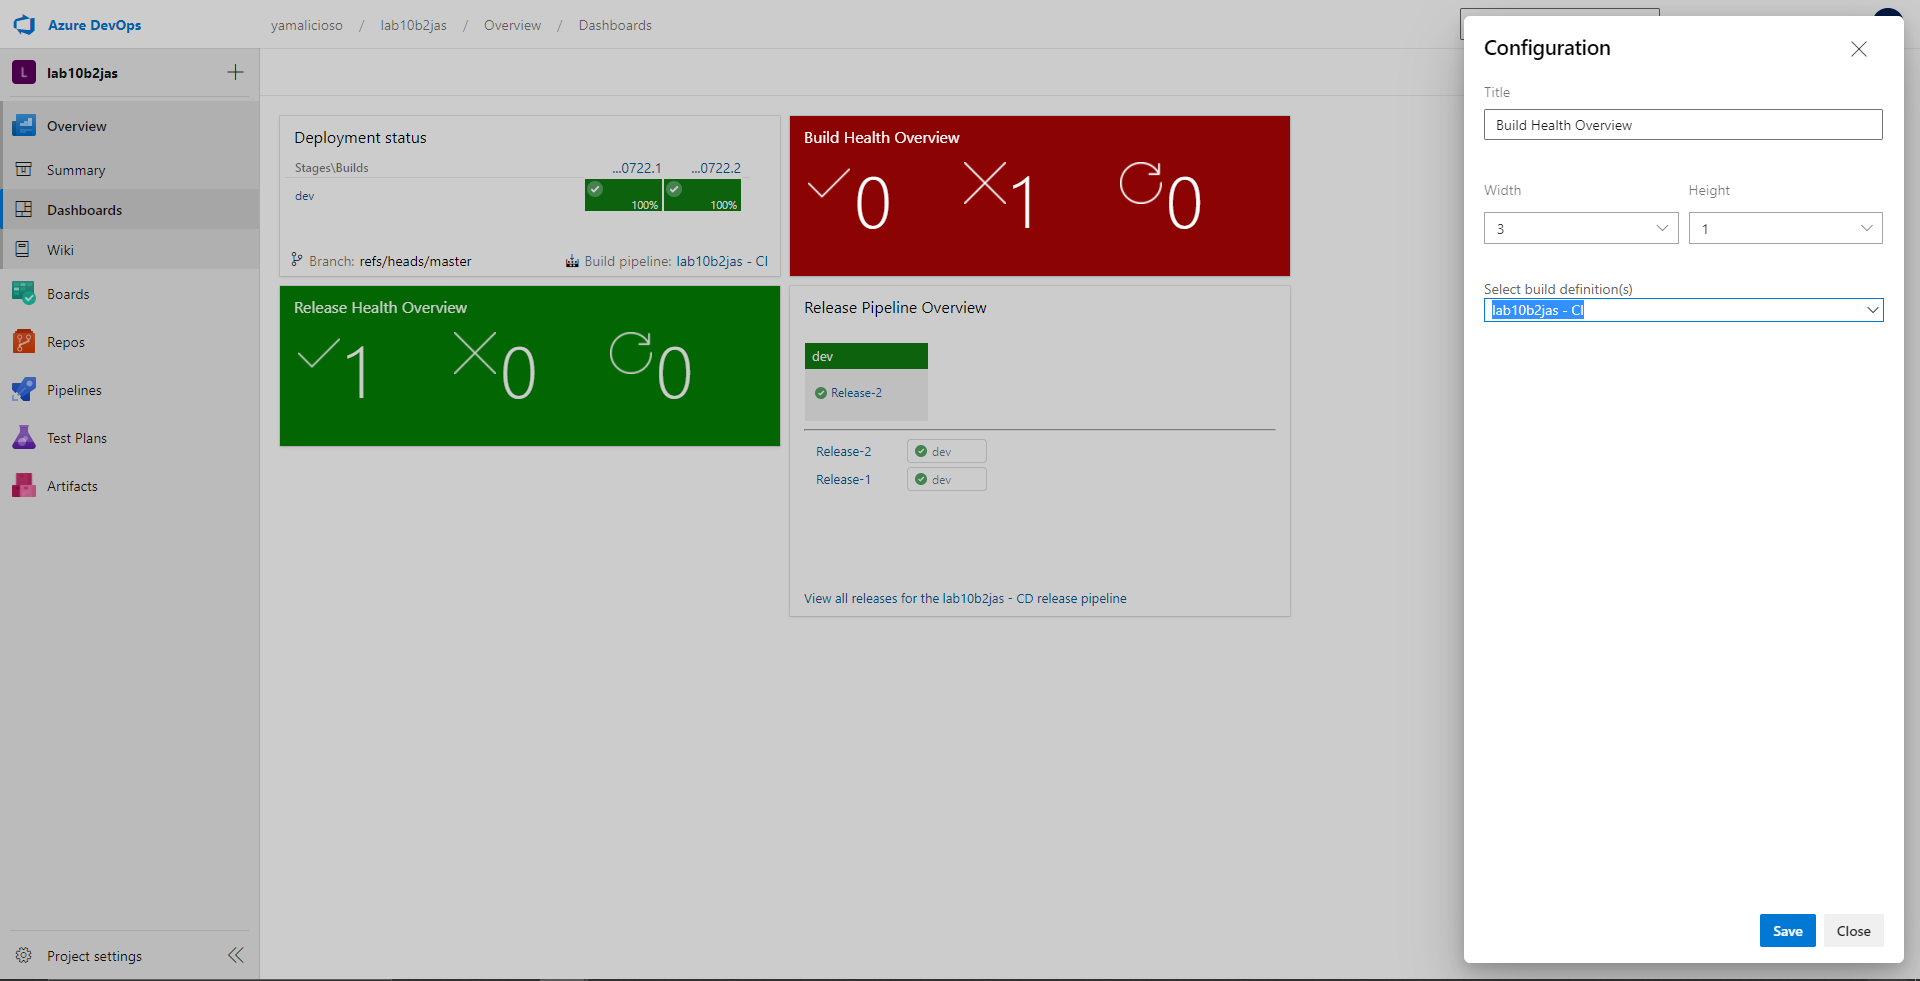 Azure DevOps
yamalicioso / lab10b2jas / Overview / Dashboards
L lab10b2jas
Overview
Summary
Dashboards
Wiki
Boards
Repos
Pipelines
Test Plans
Artifacts
Project settings
Deployment status
Stages\Builds ...0722.1 ...0722.2
dev 100% 100%
Branch: refs/heads/master Build pipeline: lab10b2jas - CI
Build Health Overview
0 1 0
Release Health Overview
1 0 0
Release Pipeline Overview
dev
Release-2
Release-2 dev
Release-1 dev
View all releases for the lab10b2jas - CD release pipeline
Configuration
Title
Build Health Overview
Width Height
3 1
Select build definition(s)
lab10b2jas - CI
Save Close